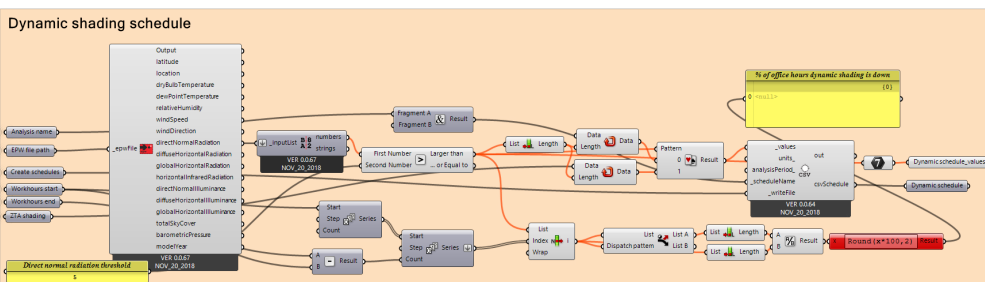 Dynamic shading schedule
Analysis name
EPW file path
Create schedules
Workhours start
Workhours end
ZTA shading
Direct normal radiation threshold
5
_epwFile
Output
latitude
location
dryBulbTemperature
dewPointTemperature
relativeHumidity
windSpeed
windDirection
directNormalRadiation
diffuseHorizontalRadiation
globalHorizontalRadiation
horizontalInfraredRadiation
directNormalIlluminance
diffuseHorizontalIlluminance
globalHorizontalIlluminance
totalSkyCover
barometricPressure
modelYear
VER 0.0.67
NOV_20_2018
_inputList
numbers
strings
VER 0.0.67
NOV_20_2018
First Number
Second Number
>
Larger than
... or Equal to
Fragment A
Fragment B
&
Result
Start
Step
Count
Series
A
B
Result
Start
Step
Count
Series
List
Length
Data
Length
Data
Data
Length
Data
Pattern
0
1
Result
List
Index
Wrap
i
List
Dispatch pattern
List A
List B
List
Length
List
Length
A
B
Result
Round(x*100,2)
Result
% of office hours dynamic shading is down
{0}
0 <null>
_values
units_
analysisPeriod_
_scheduleName
_writeFile
CSV
out
csvSchedule
VER 0.0.64
NOV_20_2018
7
Dynamic_schedule_values
Dynamic schedule